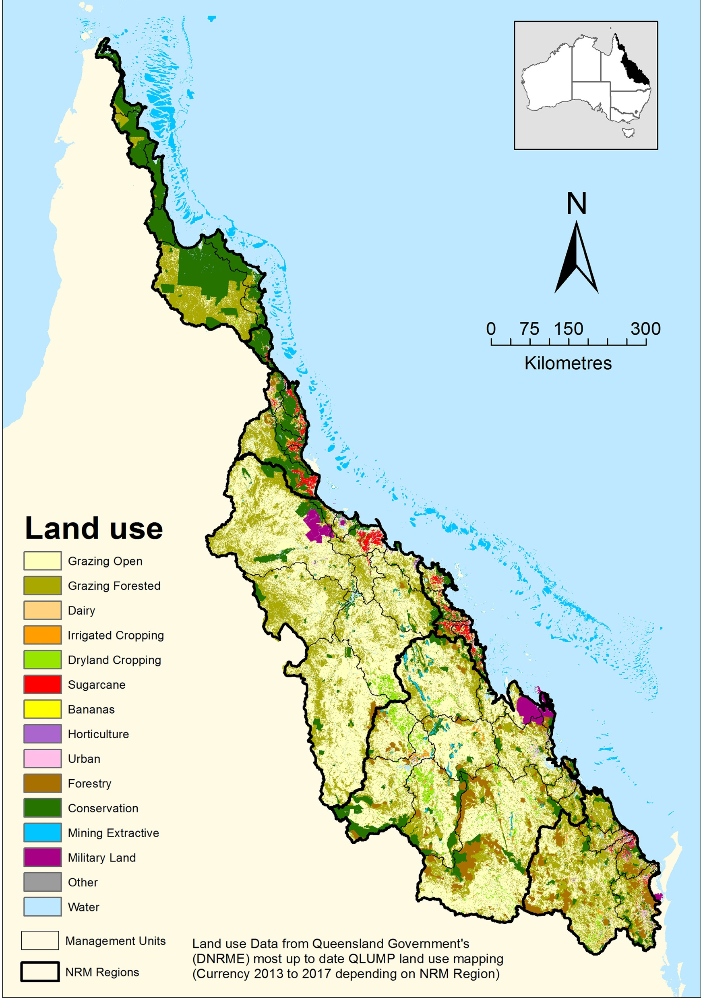 N
0 75 150 300
Kilometres
Land use
Grazing Open
Grazing Forested
Dairy
Irrigated Cropping
Dryland Cropping
Sugarcane
Bananas
Horticulture
Urban
Forestry
Conservation
Mining Extractive
Military Land
Other
Water
Management Units
NRM Regions
Land use Data from Queensland Government's
(DNRME) most up to date QLUMP land use mapping
(Currency 2013 to 2017 depending on NRM Region)